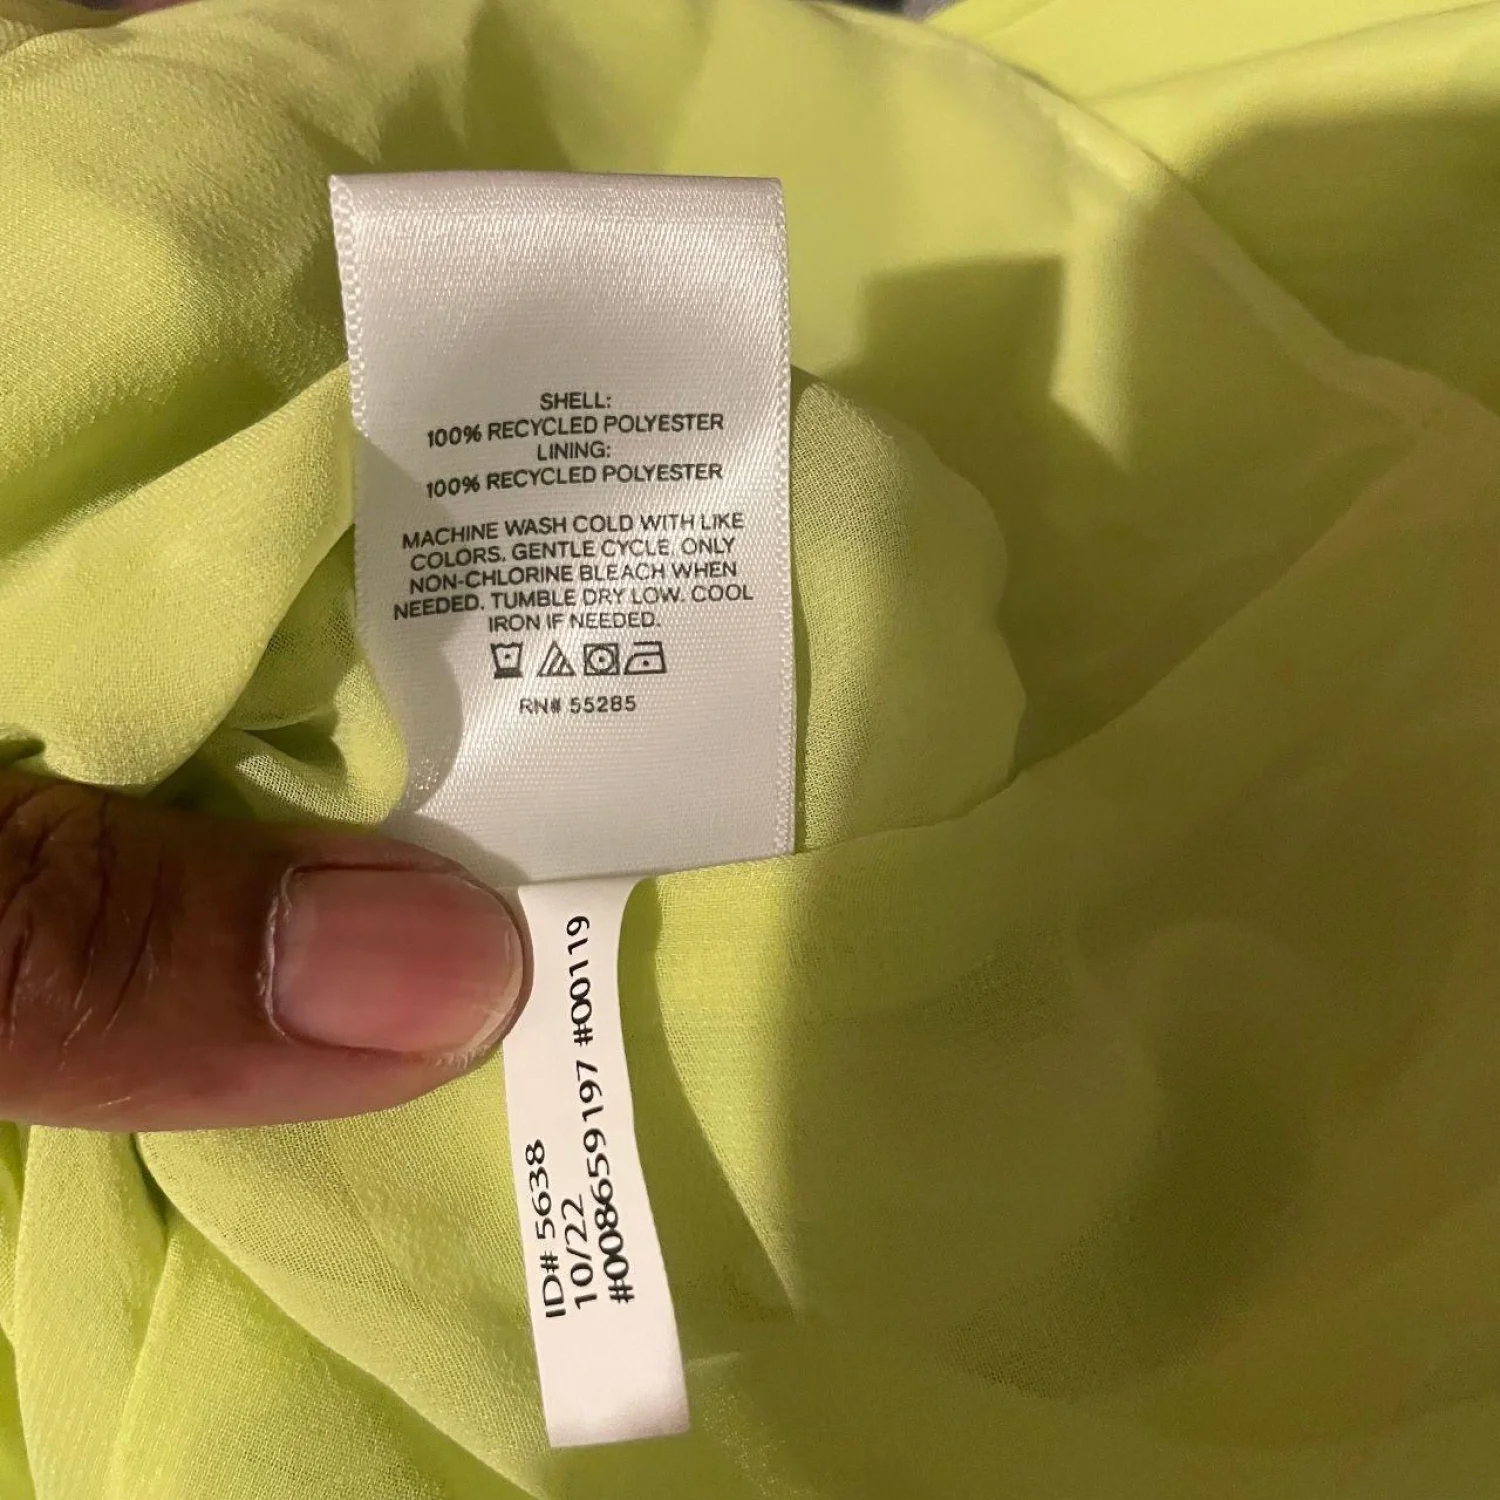 SHELL:
100% RECYCLED POLYESTER
LINING:
100% RECYCLED POLYESTER
MACHINE WASH COLD WITH LIKE
COLORS. GENTLE CYCLE. ONLY
NON-CHLORINE BLEACH WHEN
NEEDED. TUMBLE DRY LOW. COOL
IRON IF NEEDED.
RN# 55285
ID# 5638
10/22
#008659197 #00119